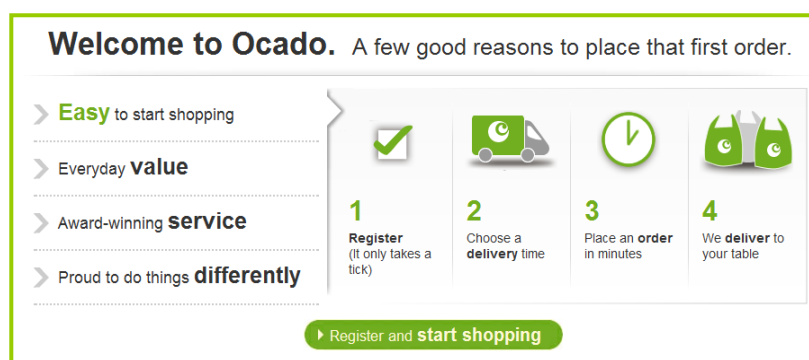 Welcome to Ocado. A few good reasons to place that first order.
Easy to start shopping
Everyday value
Award-winning service
Proud to do things differently
1
Register
(It only takes a
tick)
2
Choose a
delivery time
3
Place an order
in minutes
4
We deliver to
your table
Register and start shopping